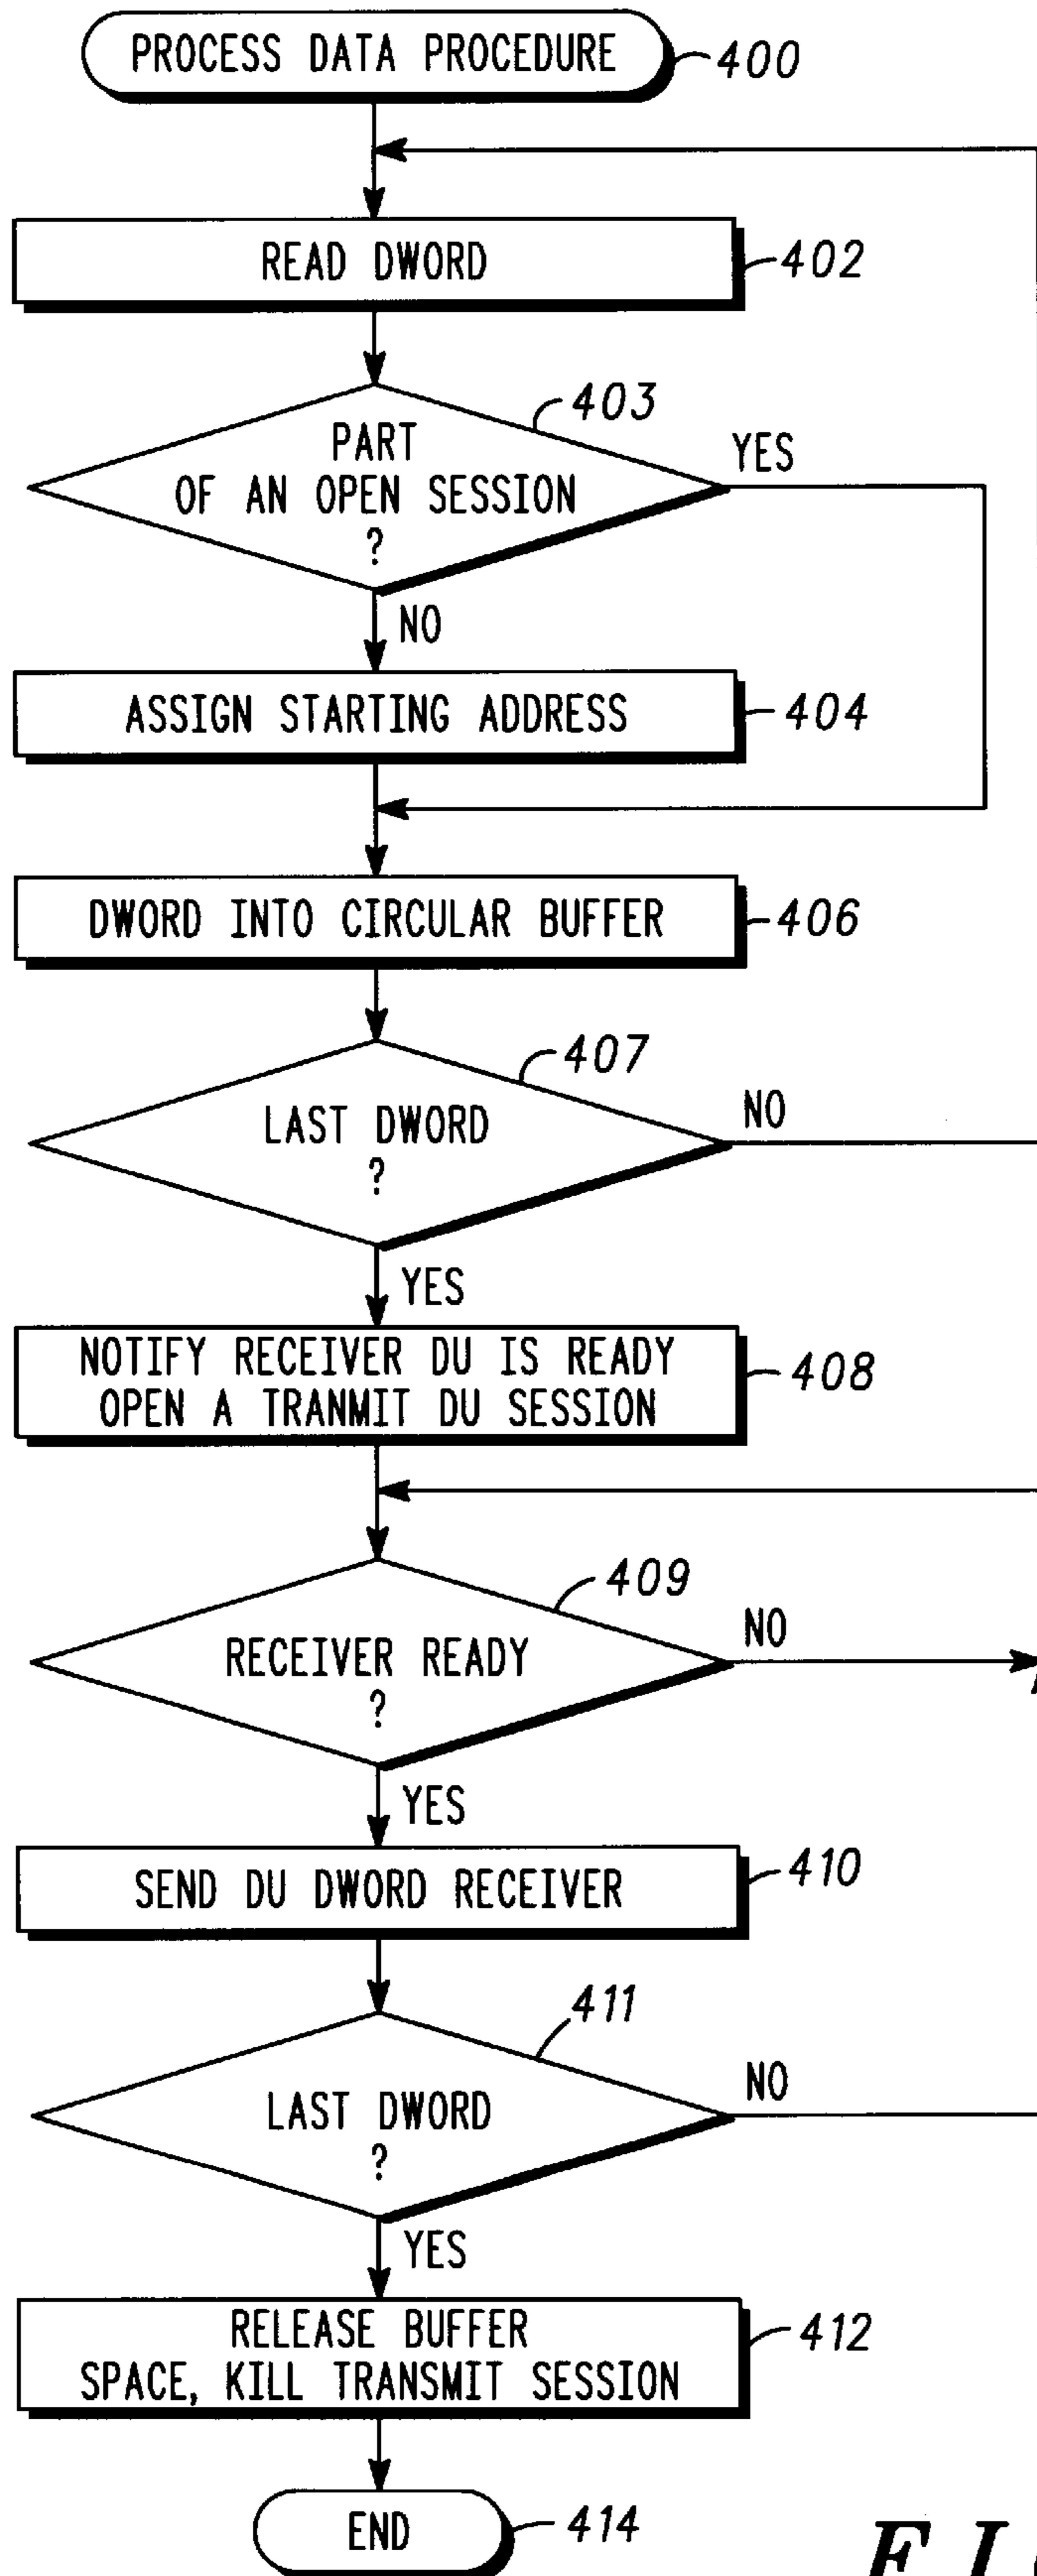 PROCESS DATA PROCEDURE
400
READ DWORD
402
403
PART
OF AN OPEN SESSION
?
YES
NO
ASSIGN STARTING ADDRESS
404
DWORD INTO CIRCULAR BUFFER
406
407
LAST DWORD
?
NO
YES
NOTIFY RECEIVER DU IS READY
OPEN A TRANMIT DU SESSION
408
409
RECEIVER READY
?
NO
YES
SEND DU DWORD RECEIVER
410
411
LAST DWORD
?
NO
YES
RELEASE BUFFER
SPACE, KILL TRANSMIT SESSION
412
END
414